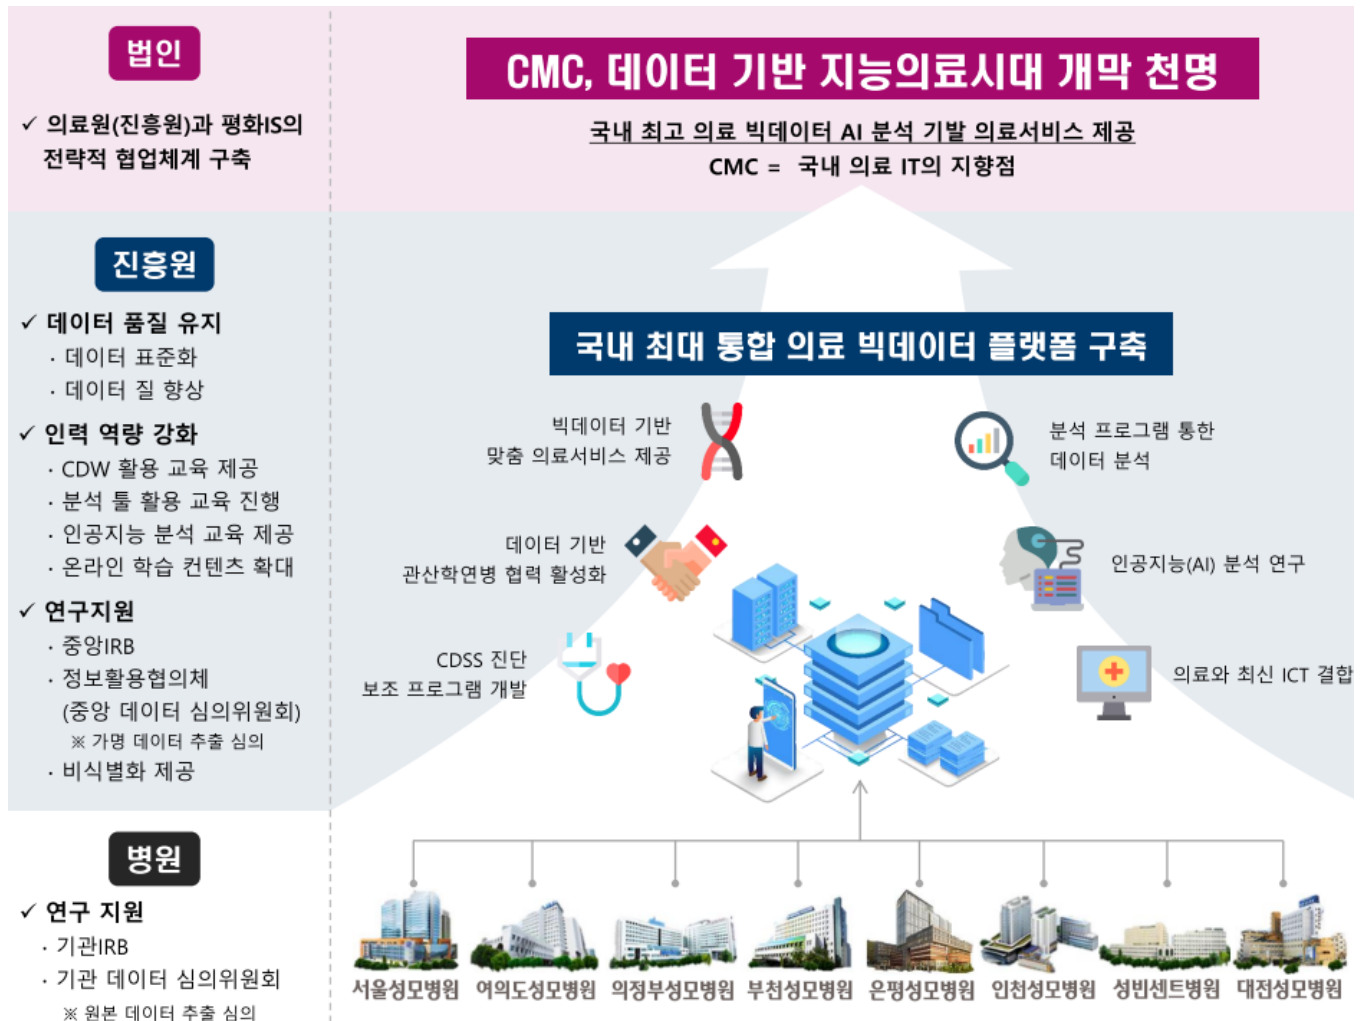 법인
✓ 의료원(진흥원)과 평화IS의
전략적 협업체계 구축
CMC, 데이터 기반 지능의료시대 개막 천명
국내 최고 의료 빅데이터 AI 분석 기발 의료서비스 제공
CMC = 국내 의료 IT의 지향점
진흥원
✓ 데이터 품질 유지
· 데이터 표준화
· 데이터 질 향상
✓ 인력 역량 강화
· CDW 활용 교육 제공
· 분석 툴 활용 교육 진행
· 인공지능 분석 교육 제공
· 온라인 학습 컨텐츠 확대
✓ 연구지원
· 중앙IRB
· 정보활용협의체
(중앙 데이터 심의위원회)
※ 가명 데이터 추출 심의
· 비식별화 제공
국내 최대 통합 의료 빅데이터 플랫폼 구축
빅데이터 기반
맞춤 의료서비스 제공
분석 프로그램 통한
데이터 분석
데이터 기반
관산학연병 협력 활성화
인공지능(AI) 분석 연구
CDSS 진단
보조 프로그램 개발
의료와 최신 ICT 결합
병원
✓ 연구 지원
· 기관IRB
· 기관 데이터 심의위원회
※ 원본 데이터 추출 심의
서울성모병원 여의도성모병원 의정부성모병원 부천성모병원 은평성모병원 인천성모병원 성빈센트병원 대전성모병원